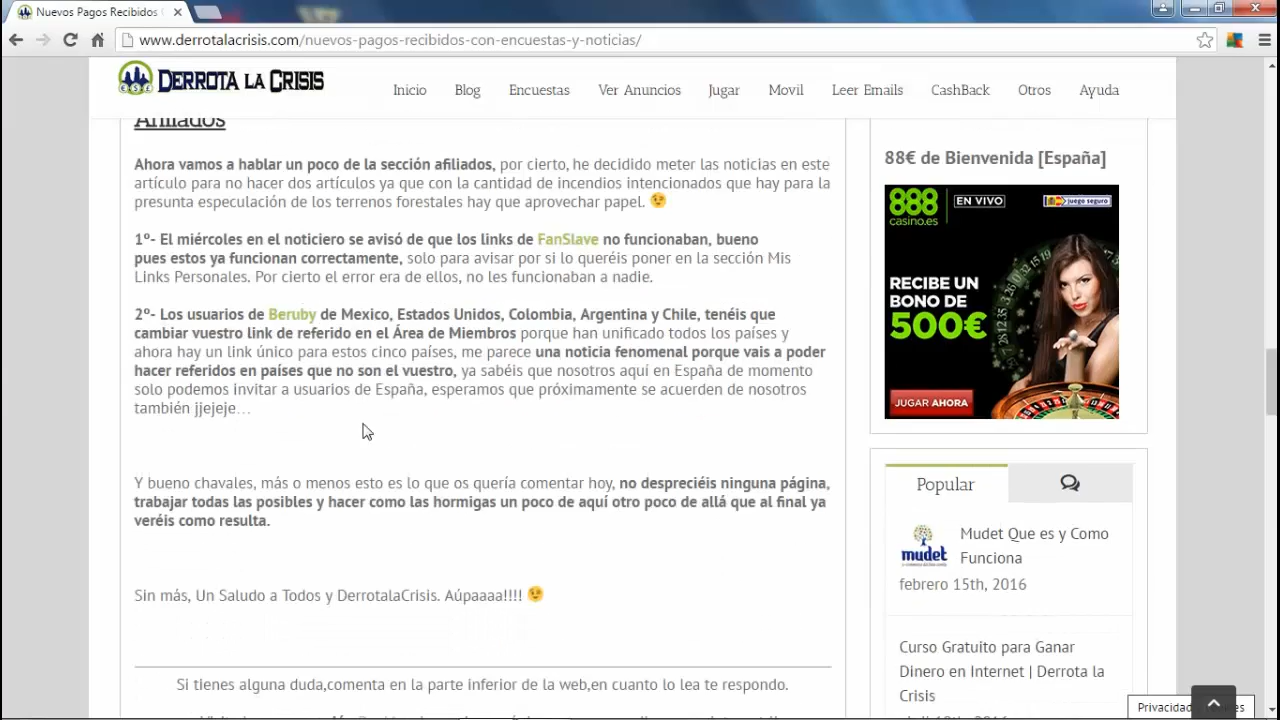 Nuevos Pagos Recibidos
www.derrotalacrisis.com/nuevos-pagos-recibidos-con-encuestas-y-noticias/
DERROTA LA CRISIS
Inicio Blog Encuestas Ver Anuncios Jugar Movil Leer Emails CashBack Otros Ayuda
Afiliados
Ahora vamos a hablar un poco de la sección afiliados, por cierto, he decidido meter las noticias en este
artículo para no hacer dos artículos ya que con la cantidad de incendios intencionados que hay para la
presunta especulación de los terrenos forestales hay que aprovechar papel. 😉
1º- El miércoles en el noticiero se avisó de que los links de FanSlave no funcionaban, bueno
pues estos ya funcionan correctamente, solo para avisar por si lo queréis poner en la sección Mis
Links Personales. Por cierto el error era de ellos, no les funcionaban a nadie.
2º- Los usuarios de Beruby de Mexico, Estados Unidos, Colombia, Argentina y Chile, tenéis que
cambiar vuestro link de referido en el Área de Miembros porque han unificado todos los países y
ahora hay un link único para estos cinco países, me parece una noticia fenomenal porque vais a poder
hacer referidos en países que no son el vuestro, ya sabéis que nosotros aquí en España de momento
solo podemos invitar a usuarios de España, esperamos que próximamente se acuerden de nosotros
también jjejeje...
Y bueno chavales, más o menos esto es lo que os quería comentar hoy, no despreciéis ninguna página,
trabajar todas las posibles y hacer como las hormigas un poco de aquí otro poco de allá que al final ya
veréis como resulta.
Sin más, Un Saludo a Todos y DerrotalaCrisis. Aúpaaaa!!!! 😉
Si tienes alguna duda,comenta en la parte inferior de la web,en cuanto lo lea te respondo.
88€ de Bienvenida [España]
888
casino.es
EN VIVO
juego seguro
RECIBE UN
BONO DE
500€
JUGAR AHORA
Popular
mudet
Mudet Que es y Como
Funciona
febrero 15th, 2016
Curso Gratuito para Ganar
Dinero en Internet | Derrota la
Crisis
Privacidad